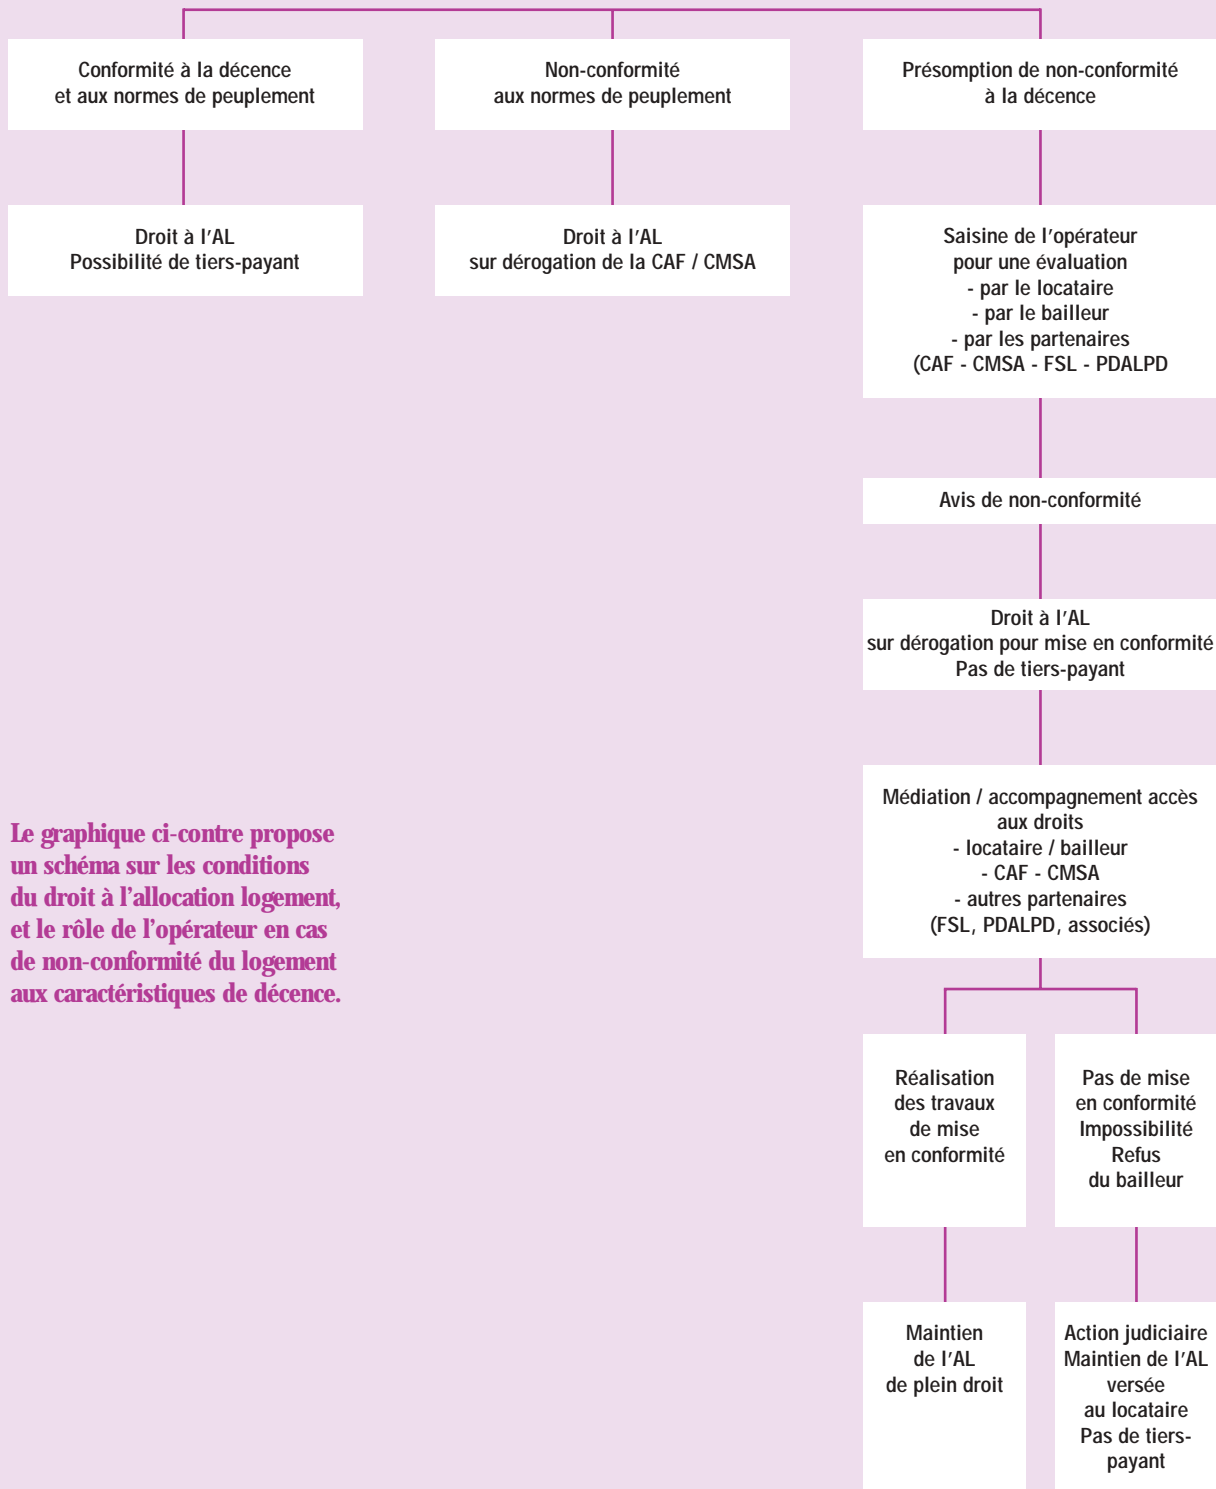 Conformité à la décence
et aux normes de peuplement
Non-conformité
aux normes de peuplement
Présomption de non-conformité
à la décence
Droit à l'AL
Possibilité de tiers-payant
Droit à l'AL
sur dérogation de la CAF / CMSA
Saisine de l'opérateur
pour une évaluation
- par le locataire
- par le bailleur
- par les partenaires
(CAF - CMSA - FSL - PDALPD
Avis de non-conformité
Droit à l'AL
sur dérogation pour mise en conformité
Pas de tiers-payant
Médiation / accompagnement accès
aux droits
- locataire / bailleur
- CAF - CMSA
- autres partenaires
(FSL, PDALPD, associés)
Le graphique ci-contre propose
un schéma sur les conditions
du droit à l'allocation logement,
et le rôle de l'opérateur en cas
de non-conformité du logement
aux caractéristiques de décence.
Réalisation
des travaux
de mise
en conformité
Pas de mise
en conformité
Impossibilité
Refus
du bailleur
Maintien
de l'AL
de plein droit
Action judiciaire
Maintien de l'AL
versée
au locataire
Pas de tiers-
payant